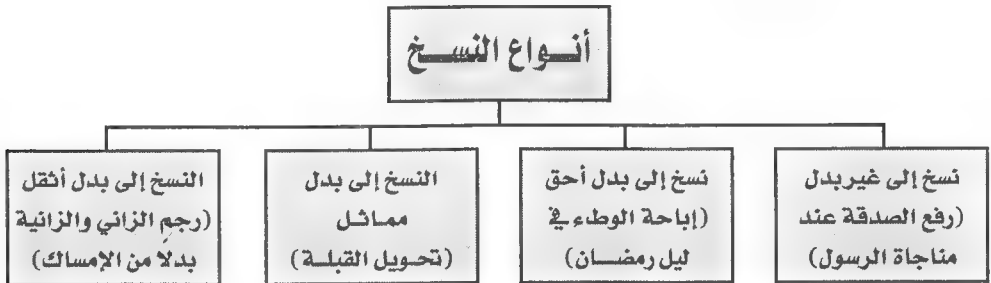 أنواع النسخ
نسخ إلى غير بدل
(رفع الصدقة عند
مناجاة الرسول)
نسخ إلى بدل أحق
(إباحة الوطء في
ليل رمضان)
النسخ إلى بدل
مماثل
(تحويل القبلة)
النسخ إلى بدل أثقل
(رجمِ الزاني والزانية
بدلًا من الإمساك)